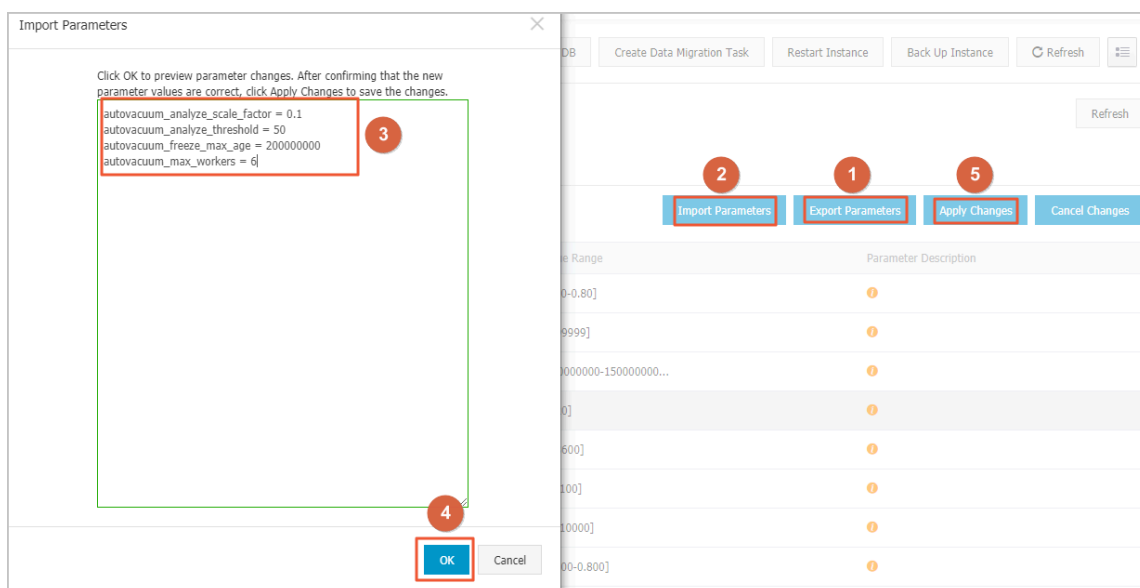 Import Parameters
Click OK to preview parameter changes. After confirming that the new
parameter values are correct, click Apply Changes to save the changes.
autovacuum_analyze_scale_factor = 0.1
autovacuum_analyze_threshold = 50
autovacuum_freeze_max_age = 200000000
autovacuum_max_workers = 6
3
4
OK
Cancel
DB
Create Data Migration Task
Restart Instance
Back Up Instance
Refresh
Refresh
2
1
5
Import Parameters
Export Parameters
Apply Changes
Cancel Changes
e Range
Parameter Description
0-0.80]
9999]
0000000-150000000...
0]
600]
100]
10000]
00-0.800]